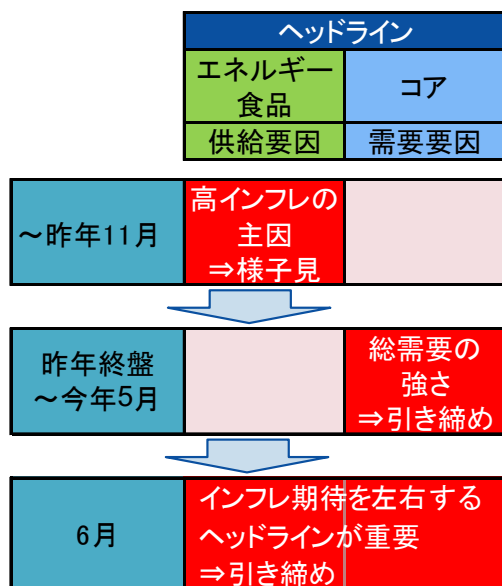 ヘッドライン
エネルギー
食品
コア
供給要因
需要要因
～昨年11月
高インフレの
主因
⇒様子見
昨年終盤
～今年5月
総需要の
強さ
⇒引き締め
6月
インフレ期待を左右する
ヘッドラインが重要
⇒引き締め